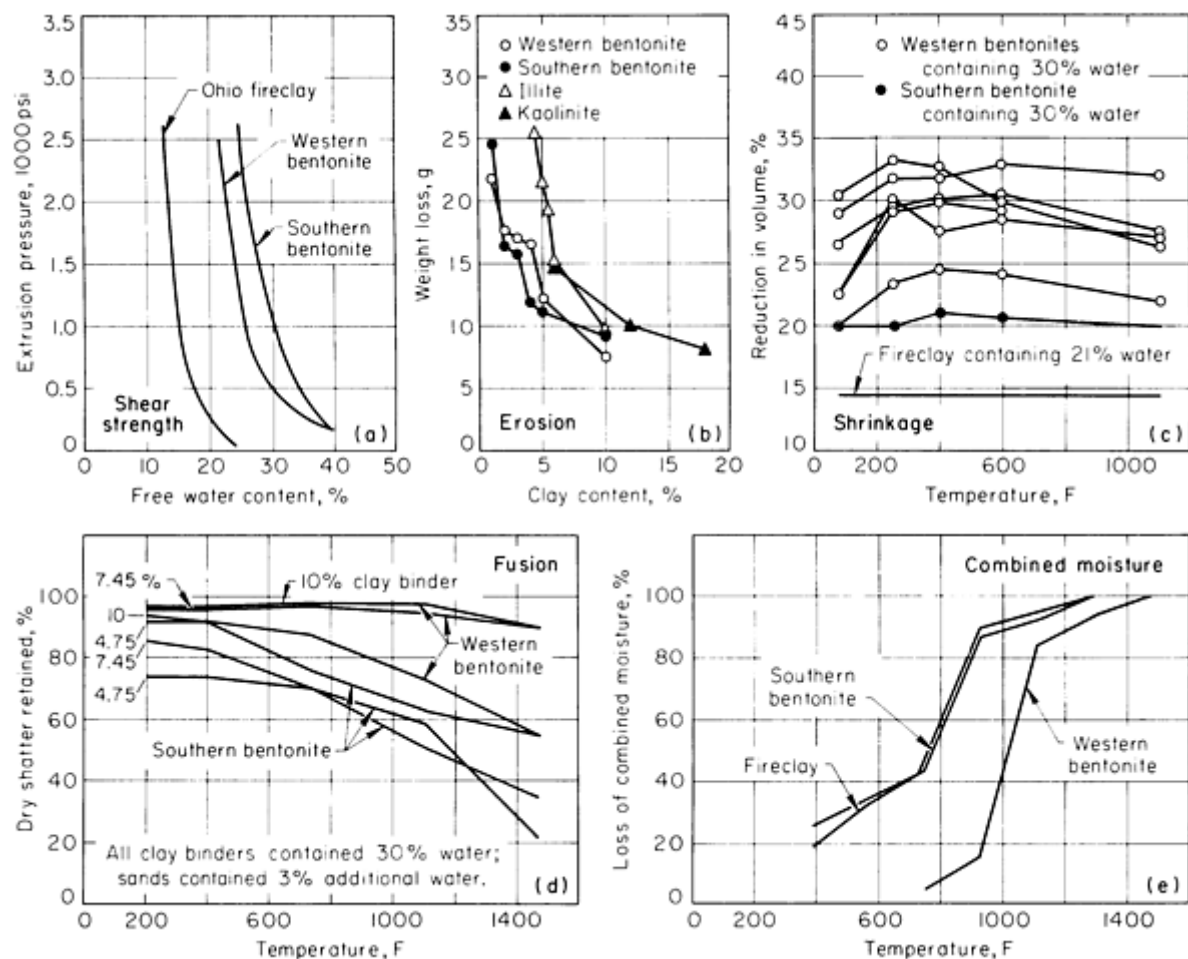 3.5
3.0
2.5
2.0
1.5
1.0
0.5
0
Extrusion pressure, 1000 psi
Ohio fireclay
Western
bentonite
Southern
bentonite
Shear
strength
(a)
0 10 20 30 40 50
Free water content, %
35
30
25
20
15
10
5
0
Weight loss, g
Western bentonite
Southern bentonite
Illite
Kaolinite
Erosion
(b)
0 5 10 15 20
Clay content, %
45
40
35
30
25
20
15
10
Reduction in volume, %
Western bentonites
containing 30% water
Southern bentonite
containing 30% water
Fireclay containing 21% water
Shrinkage
(c)
0 200 600 1000
Temperature, F
100
80
60
40
20
0
Dry shatter retained, %
Fusion
7.45 %
10% clay binder
10
4.75
7.45
4.75
Western
bentonite
Southern bentonite
All clay binders contained 30% water;
sands contained 3% additional water.
(d)
0 200 600 1000 1400
Temperature, F
100
80
60
40
20
0
Loss of combined moisture, %
Combined moisture
Southern
bentonite
Fireclay
Western
bentonite
(e)
0 200 600 1000 1400
Temperature, F